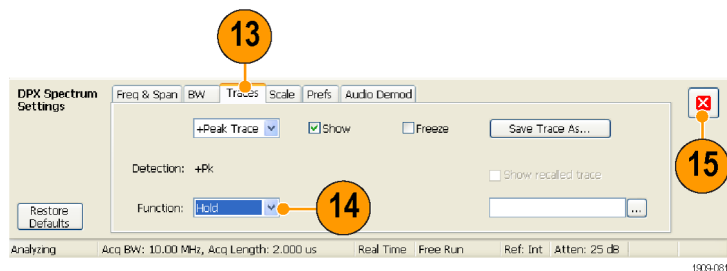 13
DPX Spectrum Settings
Freq & Span BW Traces Scale Prefs Audio Demod
+Peak Trace Show Freeze Save Trace As...
15
Detection: +Pk
Show recalled trace
Function: Hold
14
...
Restore Defaults
Analyzing Acq BW: 10.00 MHz, Acq Length: 2.000 us Real Time Free Run Ref: Int Atten: 25 dB
1909-081